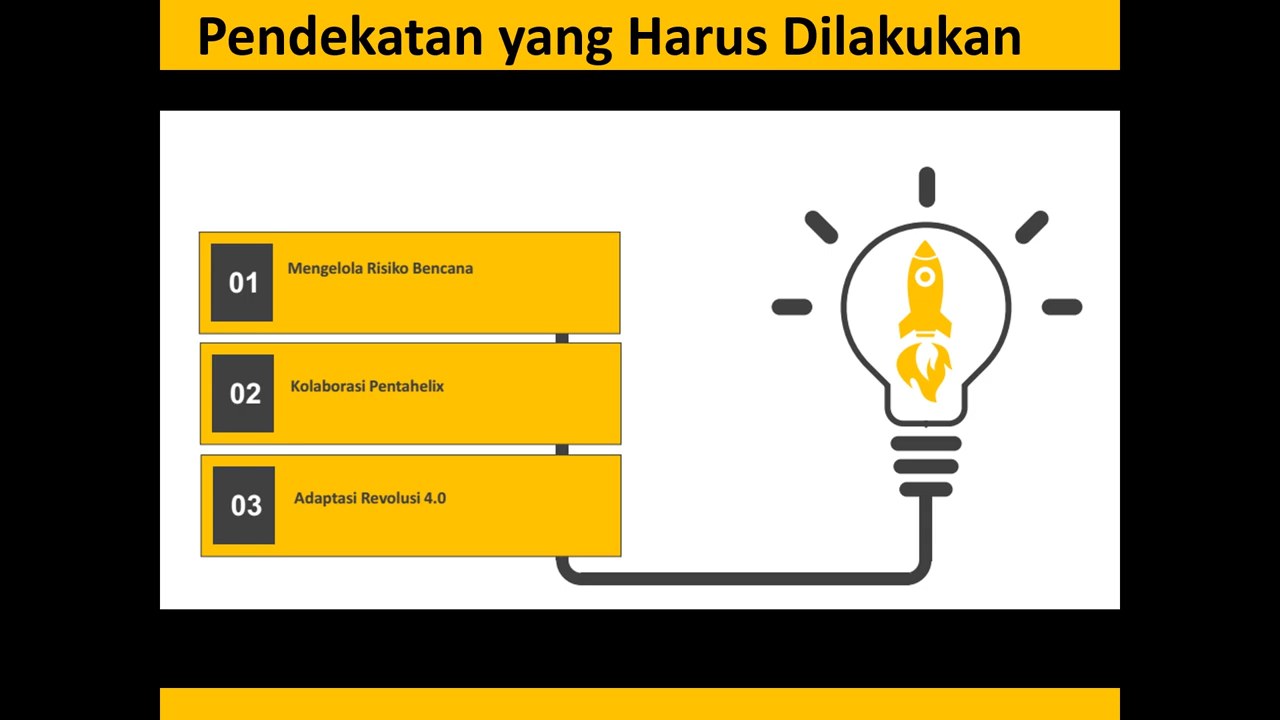 Pendekatan yang Harus Dilakukan
01
Mengelola Risiko Bencana
02
Kolaborasi Pentahelix
03
Adaptasi Revolusi 4.0